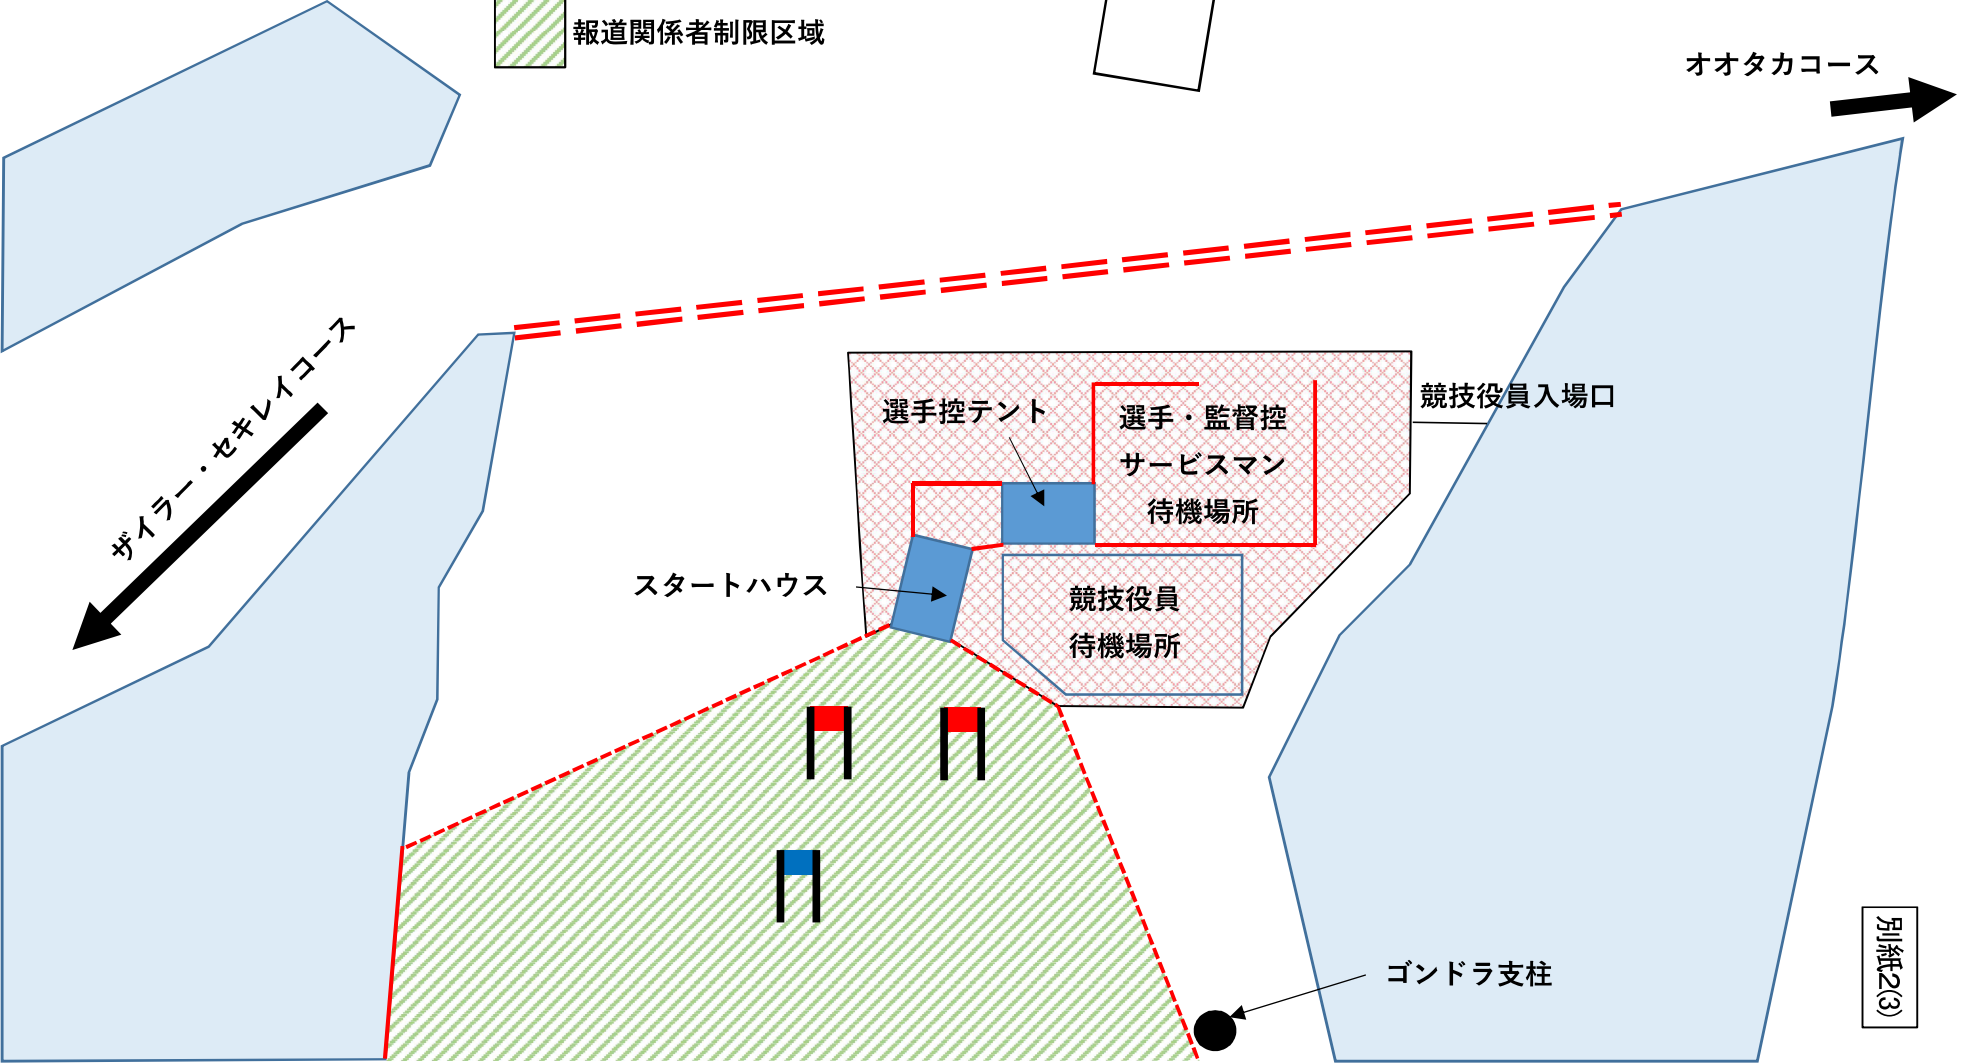 報道関係者制限区域
オオタカコース
ザイラー・セキレイコース
競技役員入場口
選手控テント
選手・監督控
サービスマン
待機場所
スタートハウス
競技役員
待機場所
ゴンドラ支柱
別紙2(3)